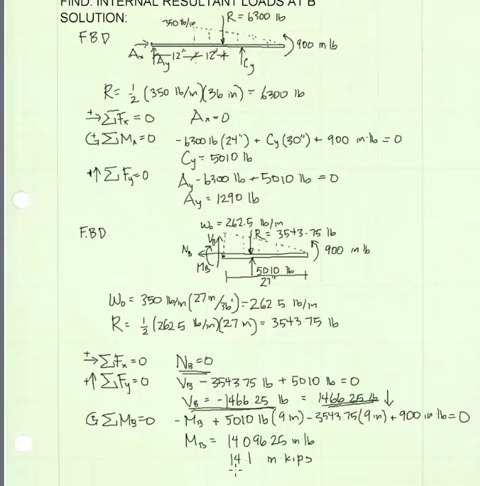 FIND: INTERNAL RESULTANT LOADS AT B
SOLUTION:
FBD
350 lb/in
R = 6300 lb
900 in lb
Ax
Ay
12"
12"
Cy
R = 1/2 (350 lb/in)(36 in) = 6300 lb
ΣFx = 0 Ax = 0
ΣMA = 0 -6300 lb (24") + Cy (30") + 900 in·lb = 0
Cy = 5010 lb
+↑ ΣFy = 0 Ay - 6300 lb + 5010 lb = 0
Ay = 1290 lb
FBD
W0 = 262.5 lb/in
R = 3543.75 lb
VB
NB
MB
900 in lb
5010 lb
27"
W0 = 350 lb/in (27 in/36") = 262.5 lb/in
R = 1/2 (262.5 lb/in)(27 in) = 3543.75 lb
+→ ΣFx = 0 NB = 0
+↑ ΣFy = 0 VB - 3543.75 lb + 5010 lb = 0
VB = -1466.25 lb = 1466.25 lb ↓
ΣMB = 0 -MB + 5010 lb (9 in) - 3543.75 (9 in) + 900 in lb = 0
MB = 14096.25 in lb
14.1 in kips